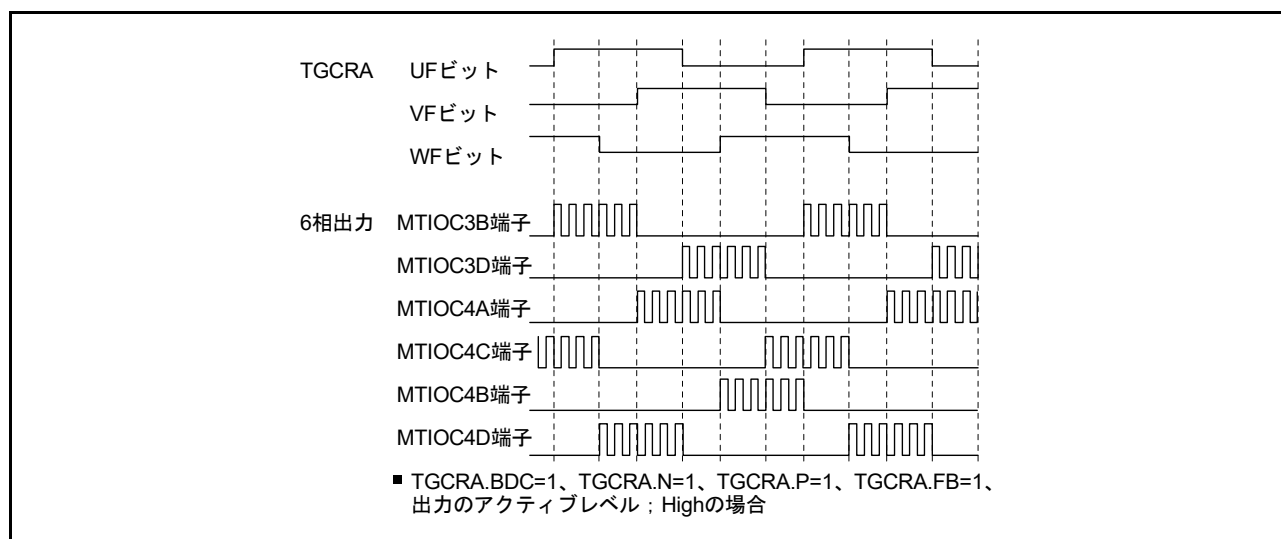 TGCRA UFビット
VFビット
WFビット
6相出力 MTIOC3B端子
MTIOC3D端子
MTIOC4A端子
MTIOC4C端子
MTIOC4B端子
MTIOC4D端子
■ TGCRA.BDC=1、TGCRA.N=1、TGCRA.P=1、TGCRA.FB=1、
出力のアクティブレベル；Highの場合